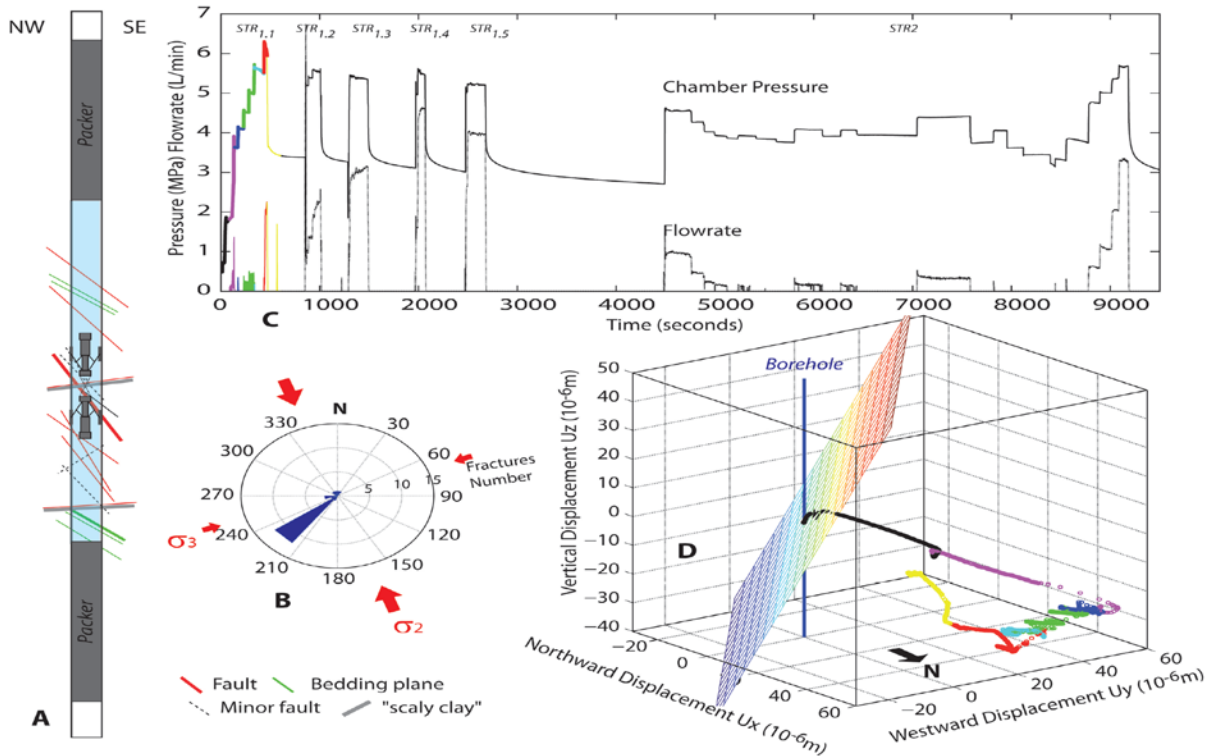 NW
SE
Packer
Packer
A
Fault
Bedding plane
Minor fault
"scaly clay"
7
6
5
4
3
2
1
0
Pressure (MPa) Flowrate (L/min)
STR1.1
STR1.2
STR1.3
STR1.4
STR1.5
STR2
Chamber Pressure
Flowrate
0
1000
2000
3000
4000
5000
6000
7000
8000
9000
Time (seconds)
C
N
30
60
90
120
150
180
210
240
270
300
330
5
10
15
Fractures
Number
σ3
σ2
B
Borehole
D
N
50
40
30
20
10
0
−10
−20
−30
−40
Vertical Displacement Uz (10-6m)
−20
0
20
40
60
Northward Displacement Ux (10-6m)
−20
0
20
40
60
Westward Displacement Uy (10-6m)